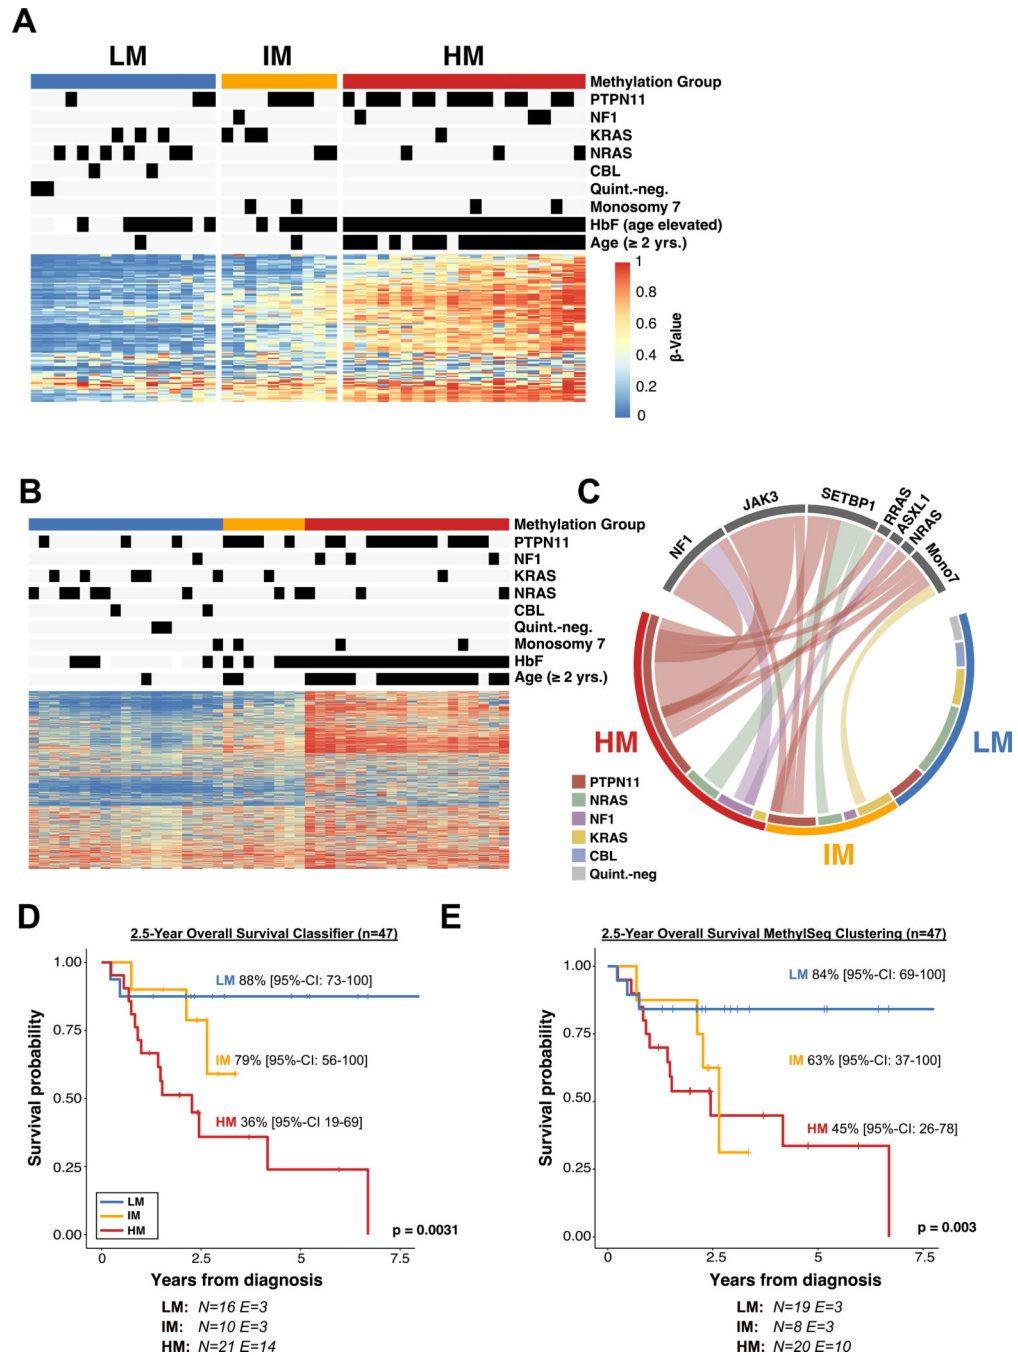 A
LM IM HM
Methylation Group
PTPN11
NF1
KRAS
NRAS
CBL
Quint.-neg.
Monosomy 7
HbF (age elevated)
Age (≥ 2 yrs.)
1
0.8
0.6
0.4
0.2
0
β-Value
B
Methylation Group
PTPN11
NF1
KRAS
NRAS
CBL
Quint.-neg.
Monosomy 7
HbF
Age (≥ 2 yrs.)
C
NF1
JAK3
SETBP1
RRAS
ASXL1
NRAS
Mono7
HM
LM
IM
PTPN11
NRAS
NF1
KRAS
CBL
Quint.-neg
D
2.5-Year Overall Survival Classifier (n=47)
Survival probability
1.00
0.75
0.50
0.25
0.00
LM 88% [95%-CI: 73-100]
IM 79% [95%-CI: 56-100]
HM 36% [95%-CI 19-69]
LM
IM
HM
p = 0.0031
0 2.5 5 7.5
Years from diagnosis
LM: N=16 E=3
IM: N=10 E=3
HM: N=21 E=14
E
2.5-Year Overall Survival MethylSeq Clustering (n=47)
Survival probability
1.00
0.75
0.50
0.25
0.00
LM 84% [95%-CI: 69-100]
IM 63% [95%-CI: 37-100]
HM 45% [95%-CI: 26-78]
p = 0.003
0 2.5 5 7.5
Years from diagnosis
LM: N=19 E=3
IM: N=8 E=3
HM: N=20 E=10